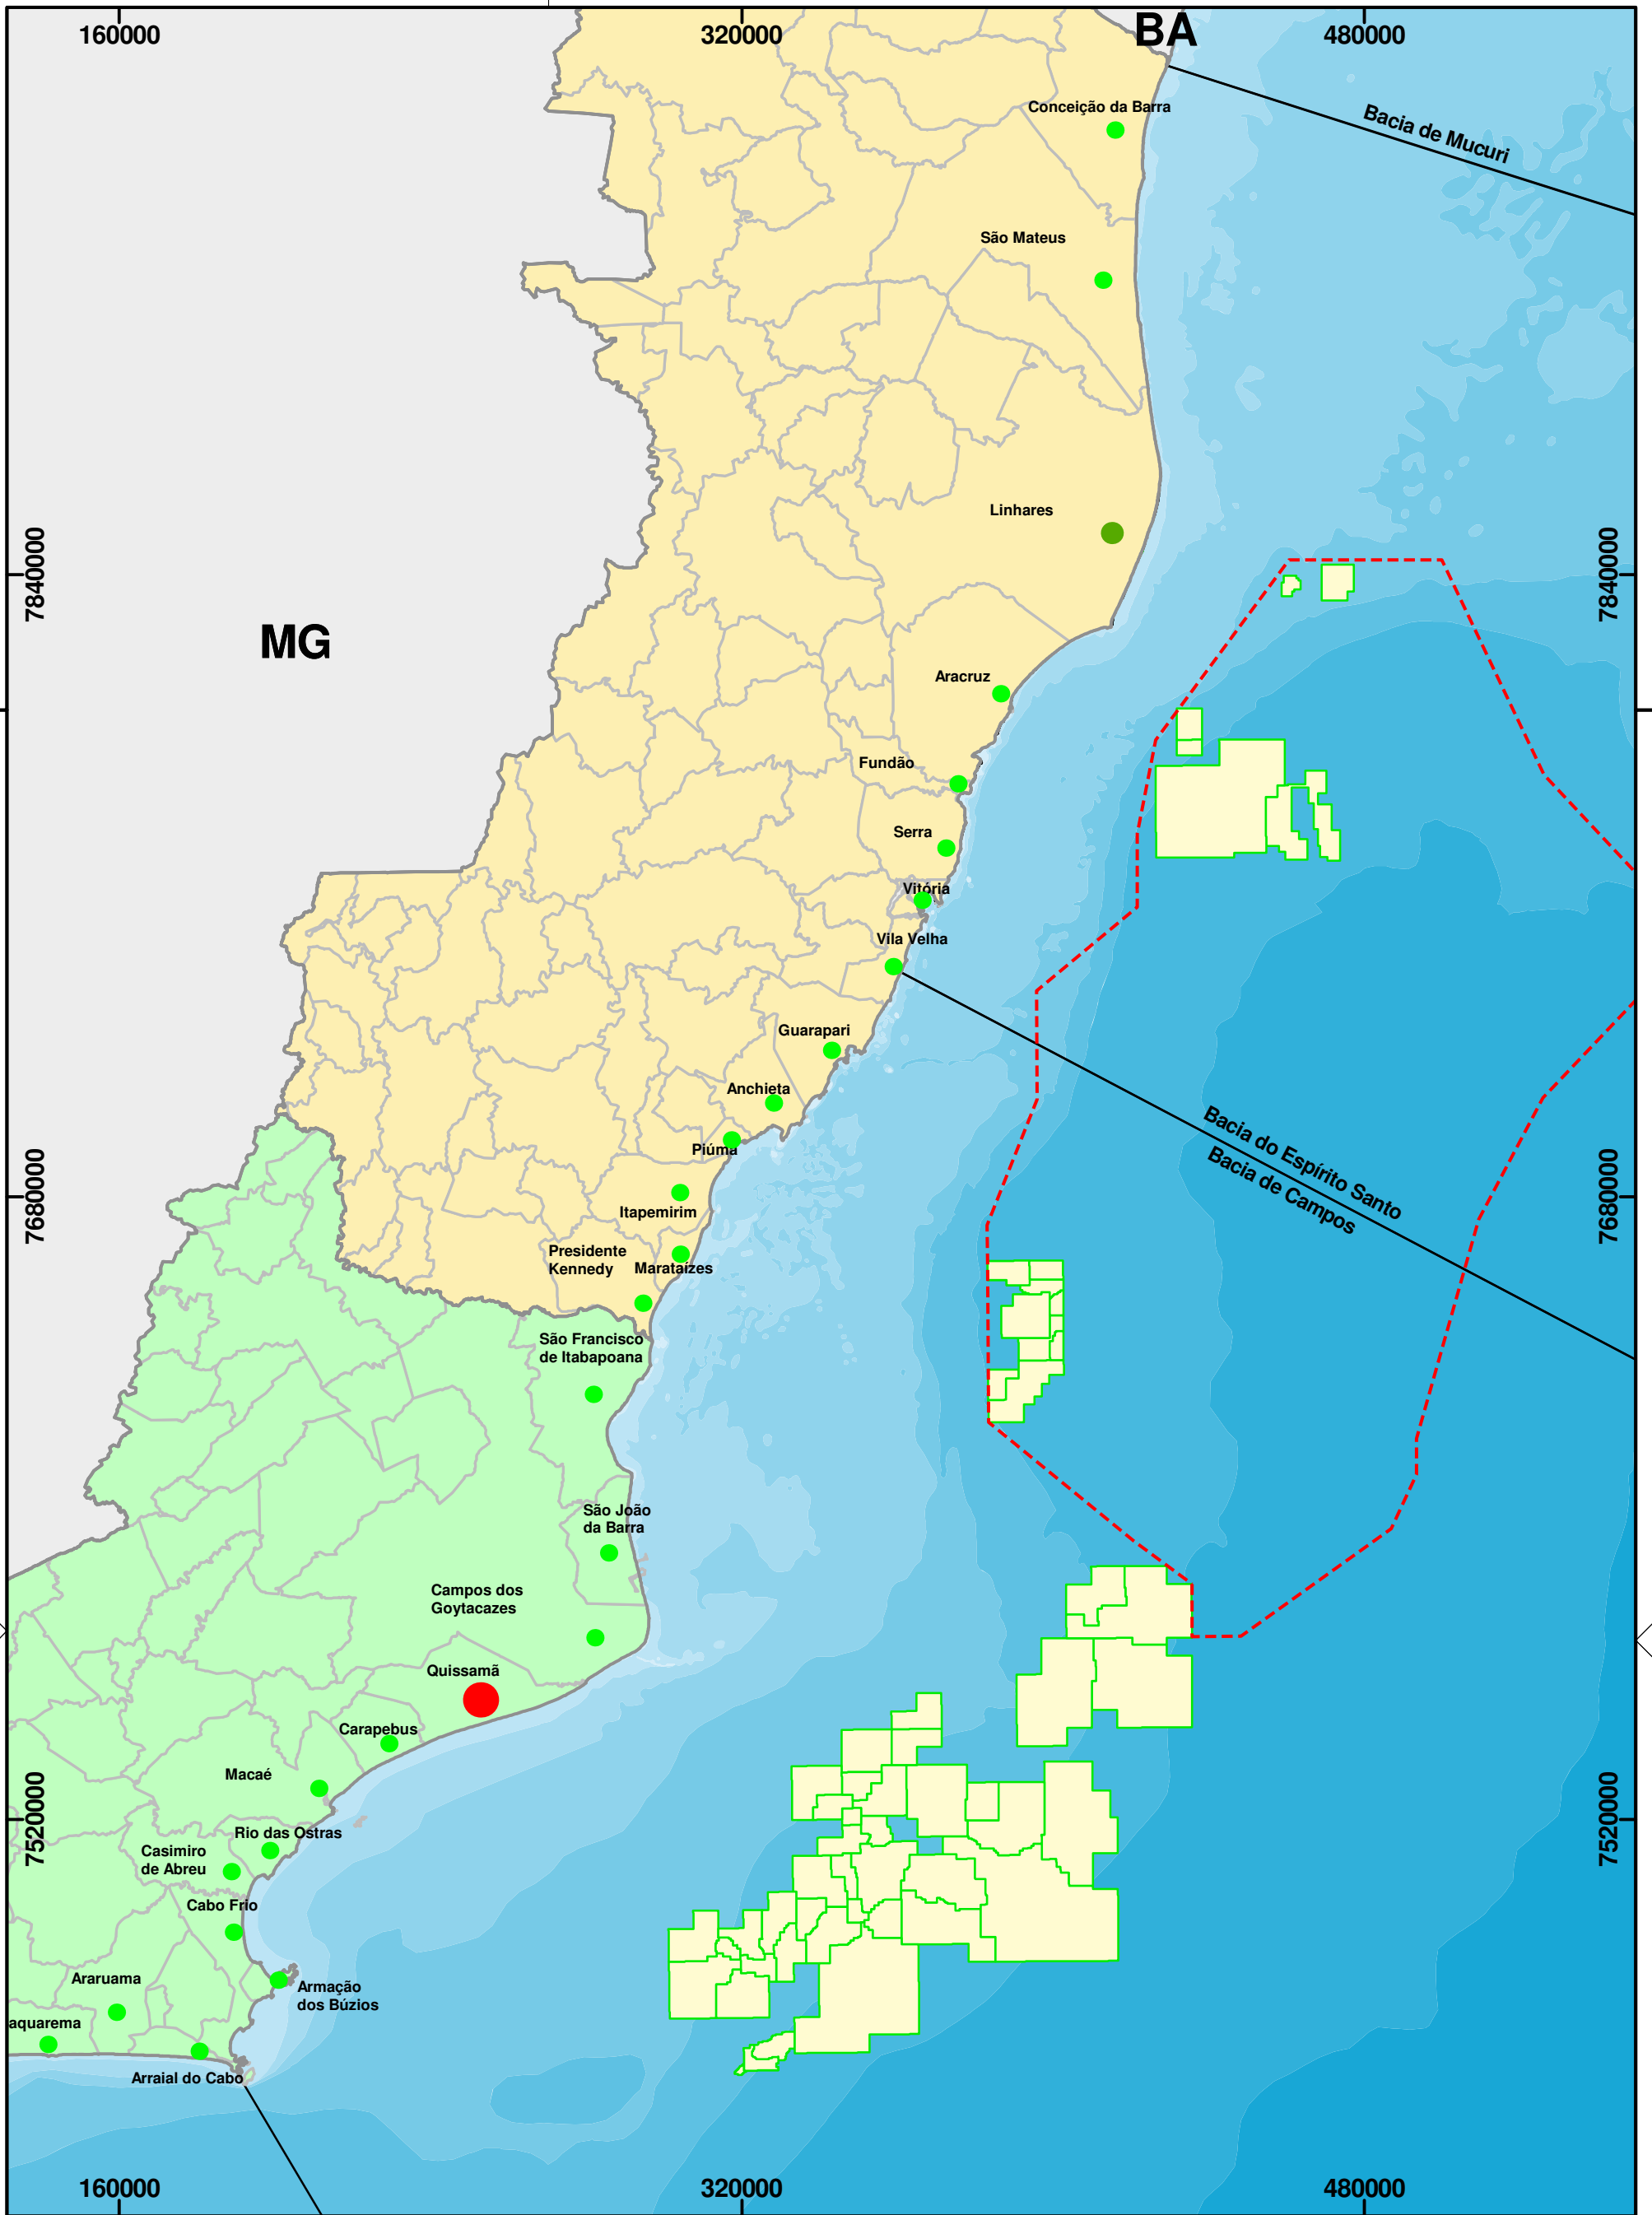 160000
320000
BA
480000
Conceição da Barra
Bacia de Mucuri
São Mateus
Linhares
7840000
7840000
MG
Aracruz
Fundão
Serra
Vitória
Vila Velha
Guarapari
Anchieta
Piúma
Bacia do Espírito Santo
Bacia de Campos
7680000
7680000
Itapemirim
Presidente
Kennedy
Marataízes
São Francisco
de Itabapoana
São João
da Barra
Campos dos
Goytacazes
Quissamã
Carapebus
Macaé
7520000
7520000
Rio das Ostras
Casimiro
de Abreu
Cabo Frio
Araruama
Armação
dos Búzios
aquarema
Arraial do Cabo
160000
320000
480000